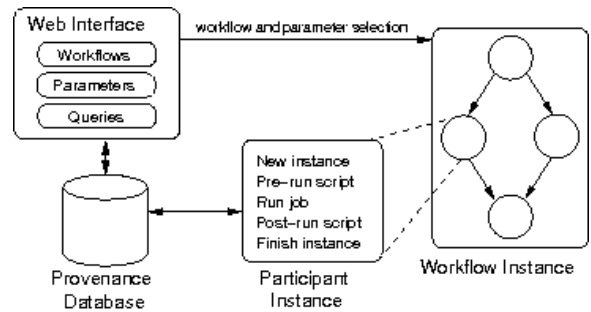 Web Interface
workflow and parameter selection
Workflows
Parameters
Queries
New instance
Pre-run script
Run job
Post-run script
Finish instance
Provenance
Database
Participant
Instance
Workflow Instance